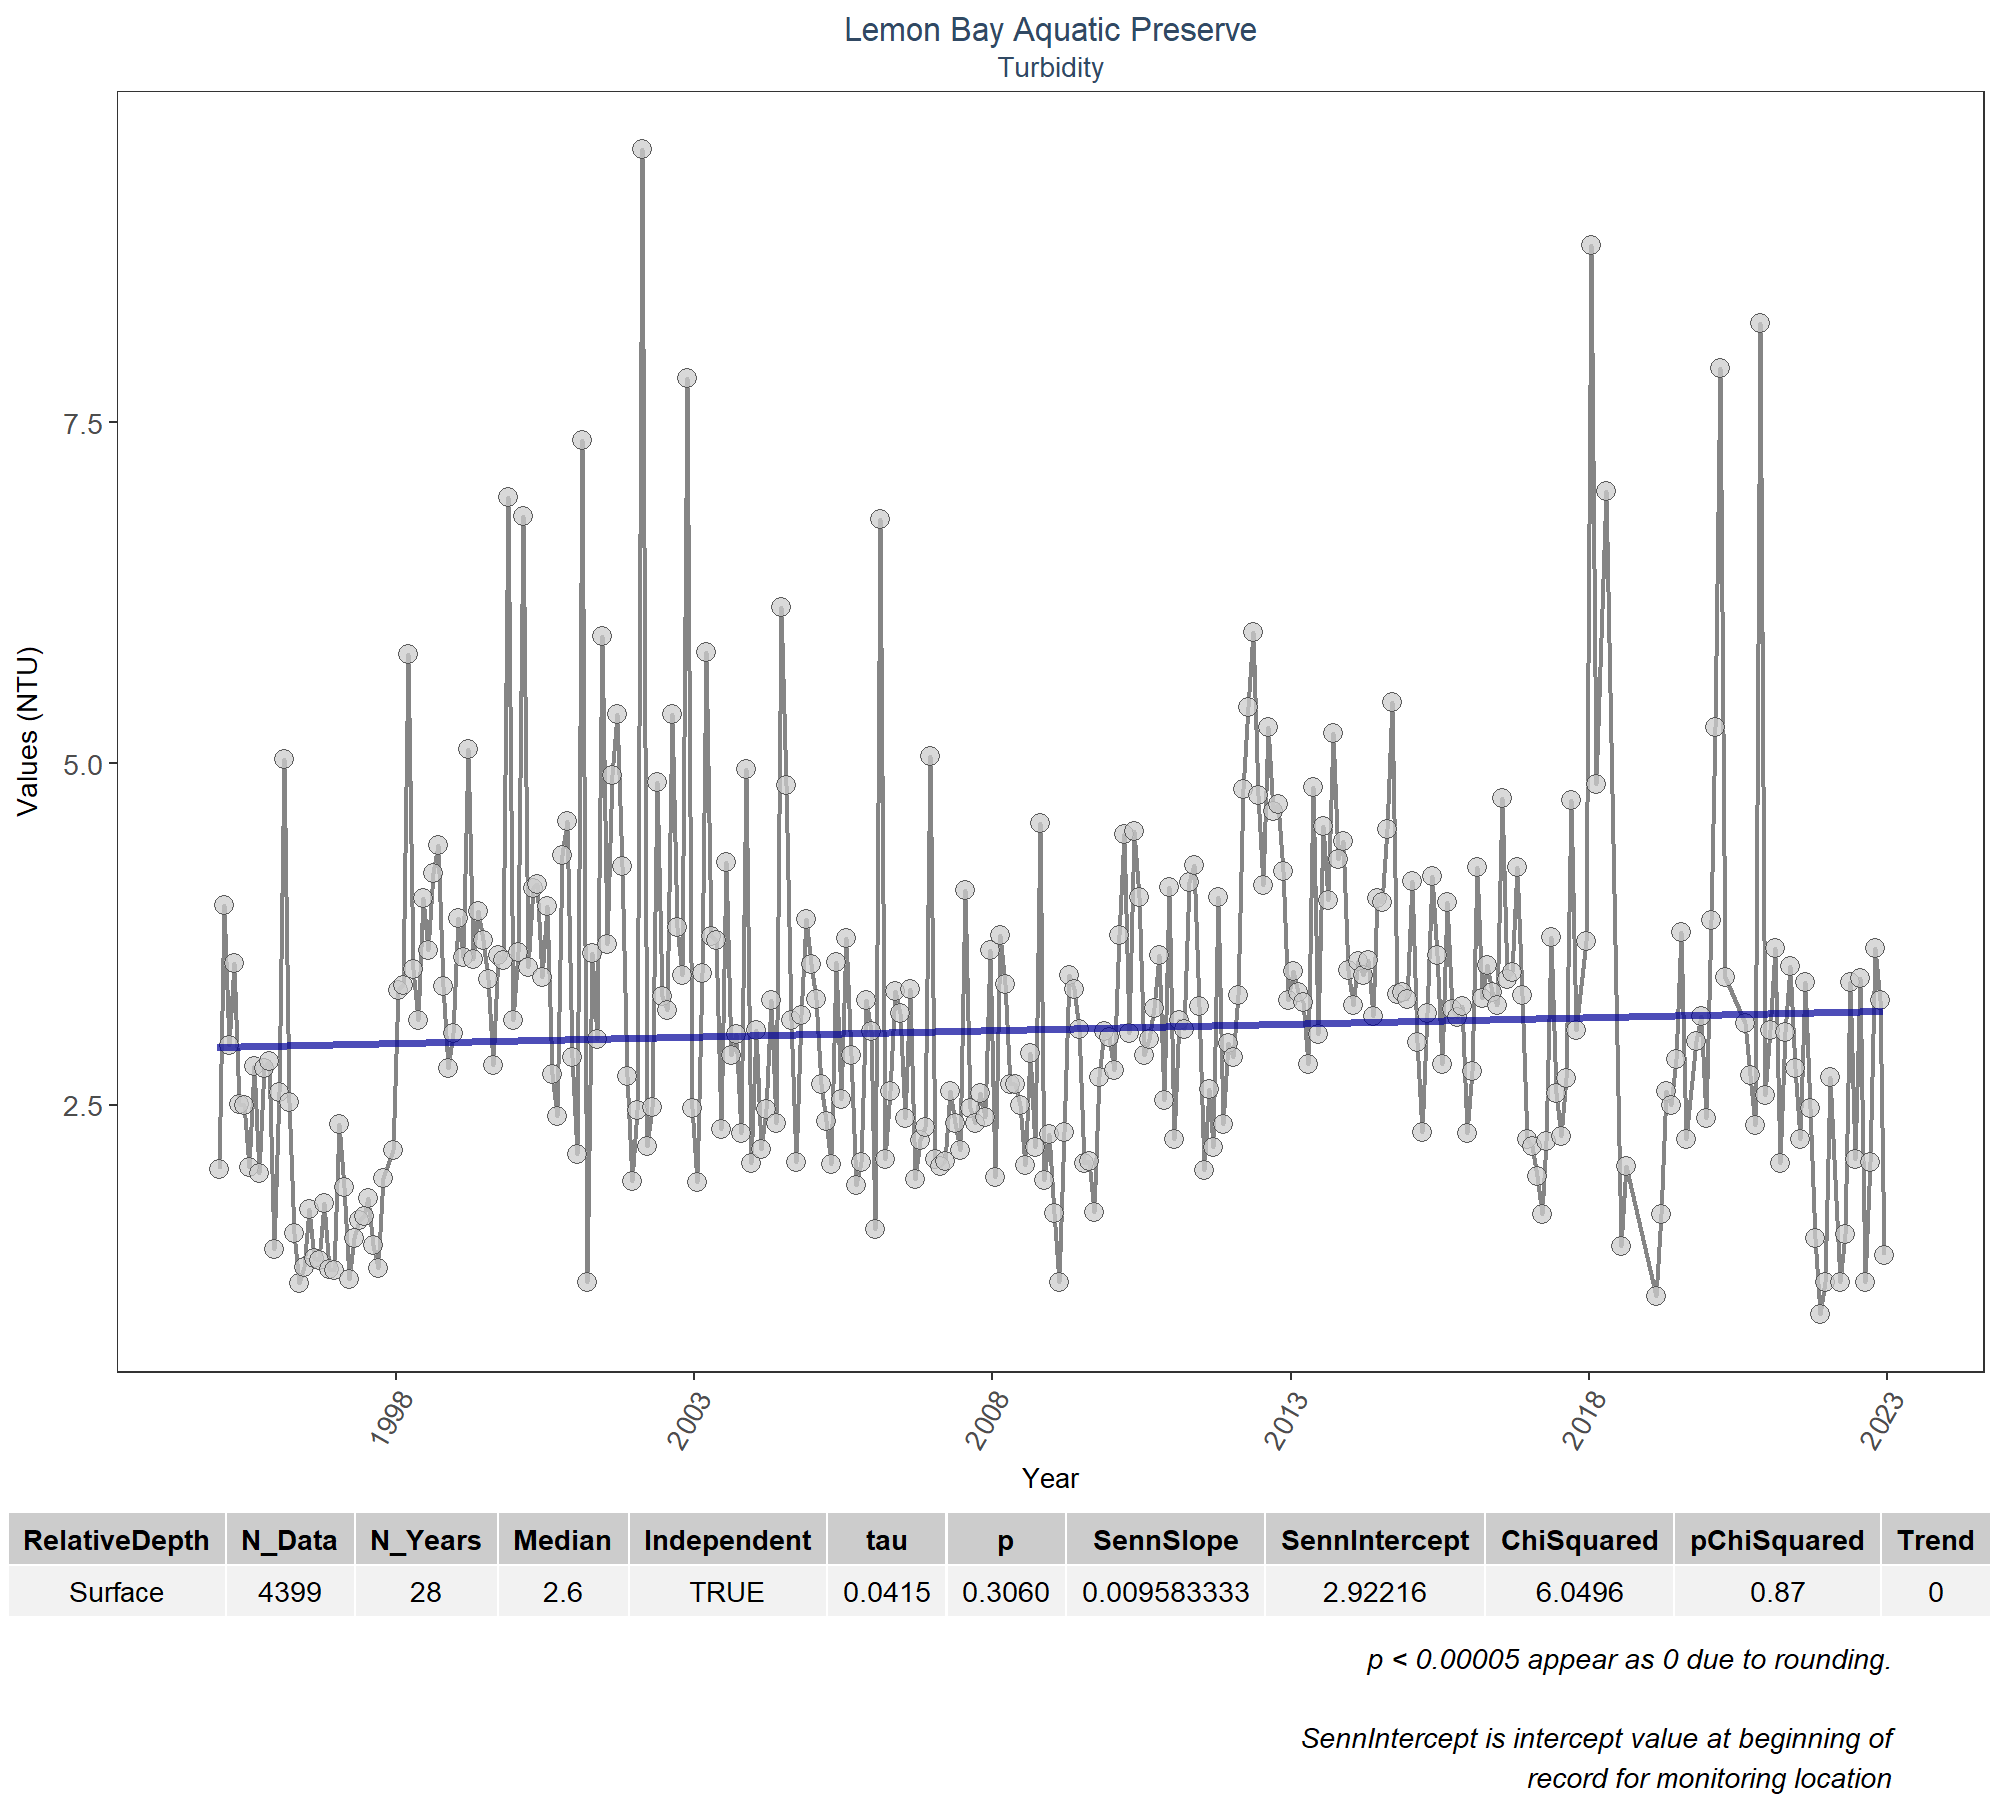 Lemon Bay Aquatic Preserve
Turbidity
Values (NTU)
7.5
5.0
2.5
1998
2003
2008
2013
2018
2023
Year
RelativeDepth N_Data N_Years Median Independent tau p SennSlope SennIntercept ChiSquared pChiSquared Trend
Surface 4399 28 2.6 TRUE 0.0415 0.3060 0.009583333 2.92216 6.0496 0.87 0
p < 0.00005 appear as 0 due to rounding.
SennIntercept is intercept value at beginning of
record for monitoring location